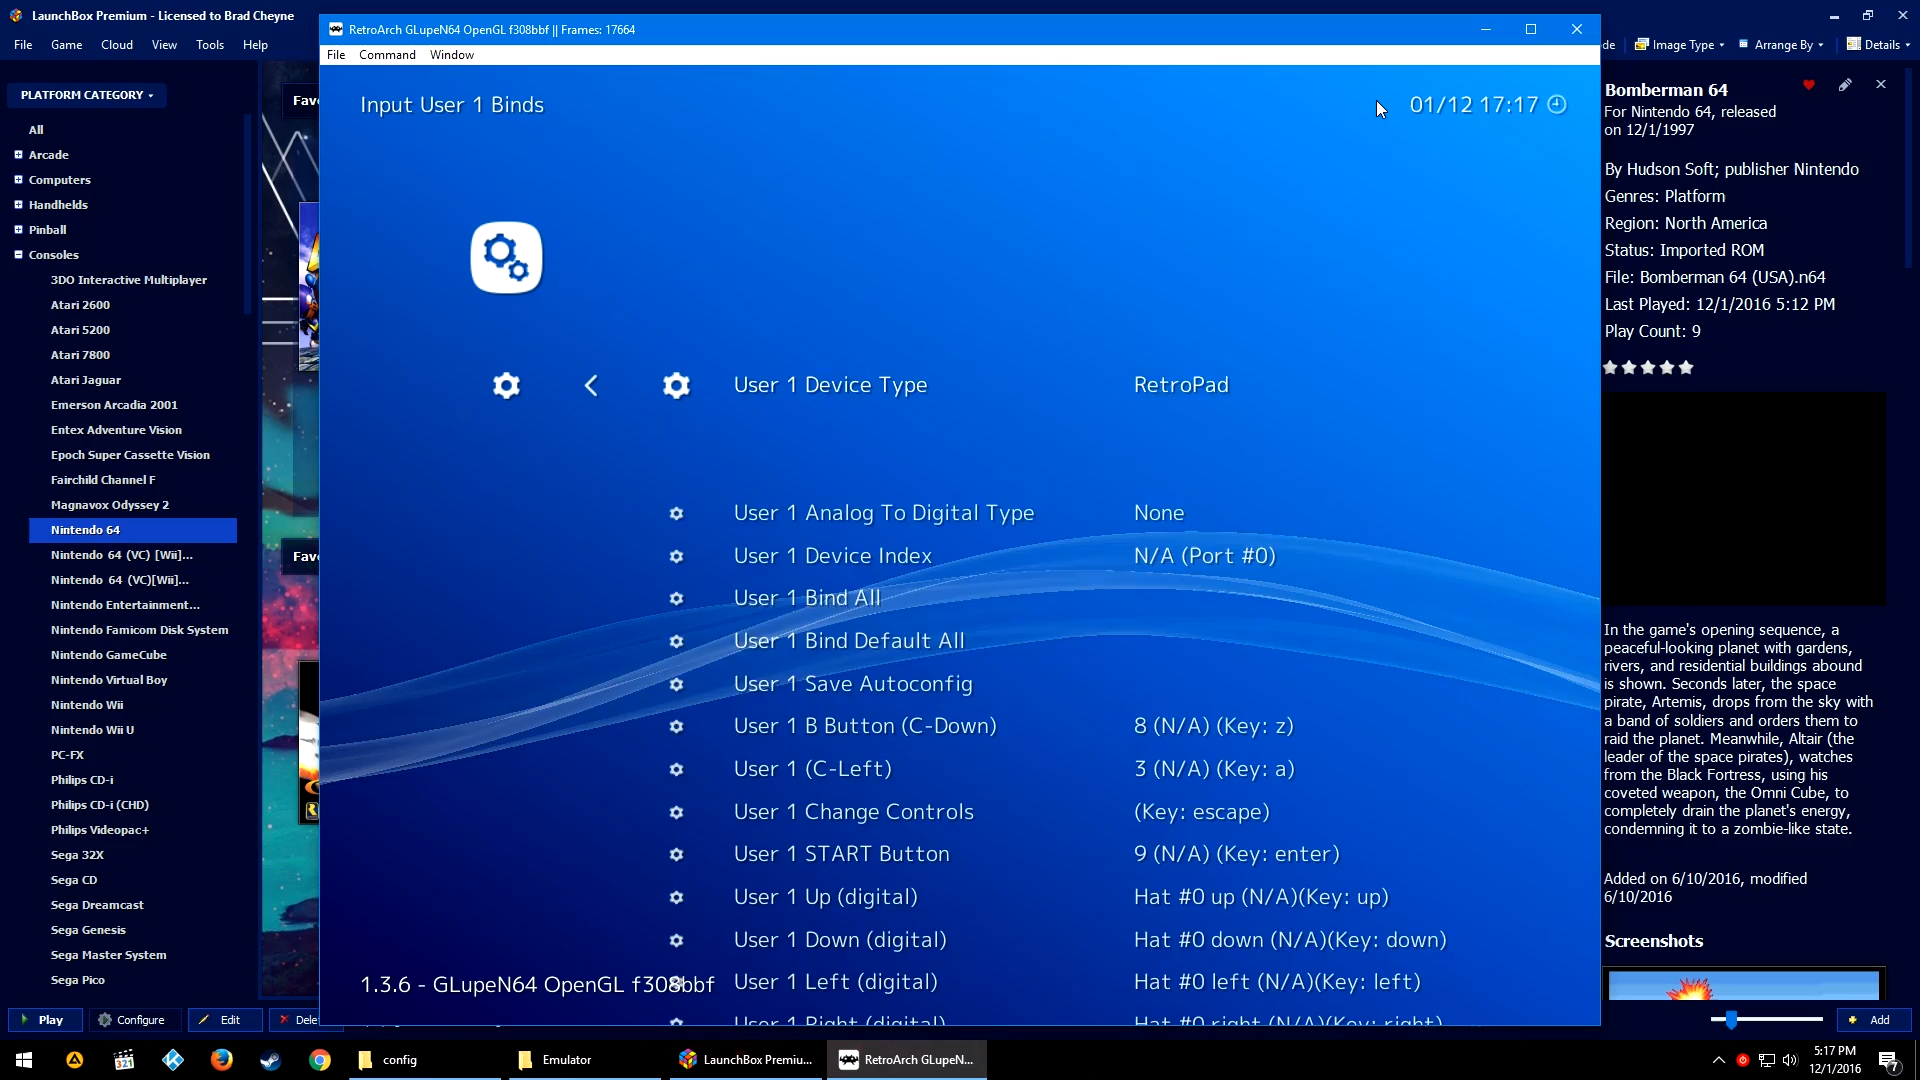 LaunchBox Premium - Licensed to Brad Cheyne
File Game Cloud View Tools Help
PLATFORM CATEGORY
All
Arcade
Computers
Handhelds
Pinball
Consoles
3DO Interactive Multiplayer
Atari 2600
Atari 5200
Atari 7800
Atari Jaguar
Emerson Arcadia 2001
Entex Adventure Vision
Epoch Super Cassette Vision
Fairchild Channel F
Magnavox Odyssey 2
Nintendo 64
Nintendo 64 (VC) [Wii]...
Nintendo 64 (VC)[Wii]...
Nintendo Entertainment...
Nintendo Famicom Disk System
Nintendo GameCube
Nintendo Virtual Boy
Nintendo Wii
Nintendo Wii U
PC-FX
Philips CD-i
Philips CD-i (CHD)
Philips Videopac+
Sega 32X
Sega CD
Sega Dreamcast
Sega Genesis
Sega Master System
Sega Pico
Play Configure Edit Dele
Fav
Fav
RetroArch GLupeN64 OpenGL f308bbf || Frames: 17664
File Command Window
Input User 1 Binds
01/12 17:17
User 1 Device Type RetroPad
User 1 Analog To Digital Type None
User 1 Device Index N/A (Port #0)
User 1 Bind All
User 1 Bind Default All
User 1 Save Autoconfig
User 1 B Button (C-Down) 8 (N/A) (Key: z)
User 1 (C-Left) 3 (N/A) (Key: a)
User 1 Change Controls (Key: escape)
User 1 START Button 9 (N/A) (Key: enter)
User 1 Up (digital) Hat #0 up (N/A)(Key: up)
User 1 Down (digital) Hat #0 down (N/A)(Key: down)
User 1 Left (digital) Hat #0 left (N/A)(Key: left)
User 1 Right (digital) Hat #0 right (N/A)(Key: right)
1.3.6 - GLupeN64 OpenGL f308bbf
de Image Type Arrange By Details
Bomberman 64
For Nintendo 64, released
on 12/1/1997
By Hudson Soft; publisher Nintendo
Genres: Platform
Region: North America
Status: Imported ROM
File: Bomberman 64 (USA).n64
Last Played: 12/1/2016 5:12 PM
Play Count: 9
In the game's opening sequence, a
peaceful-looking planet with gardens,
rivers, and residential buildings abound
is shown. Seconds later, the space
pirate, Artemis, drops from the sky with
a band of soldiers and orders them to
raid the planet. Meanwhile, Altair (the
leader of the space pirates), watches
from the Black Fortress, using his
coveted weapon, the Omni Cube, to
completely drain the planet's energy,
condemning it to a zombie-like state.
Added on 6/10/2016, modified
6/10/2016
Screenshots
Add
321
config
Emulator
LaunchBox Premiu...
RetroArch GLupeN...
5:17 PM
12/1/2016
7